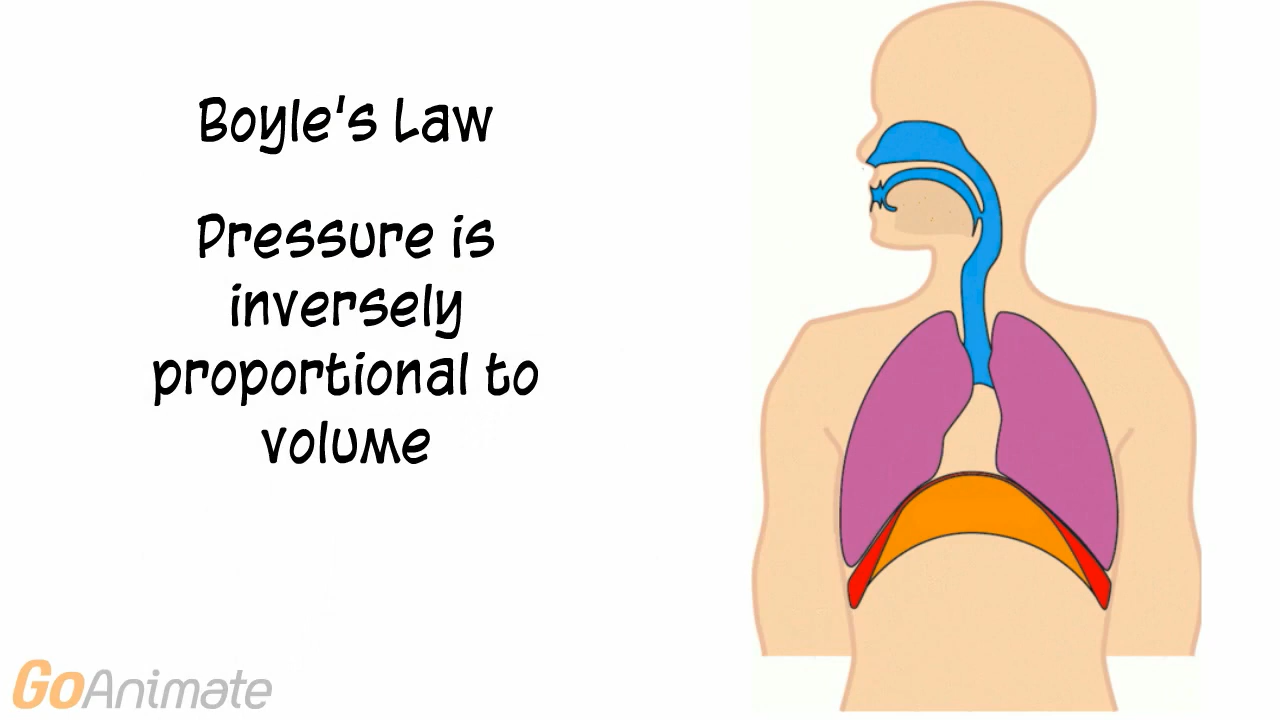 Boyle's Law
Pressure is
inversely
proportional to
volume
GoAnimate